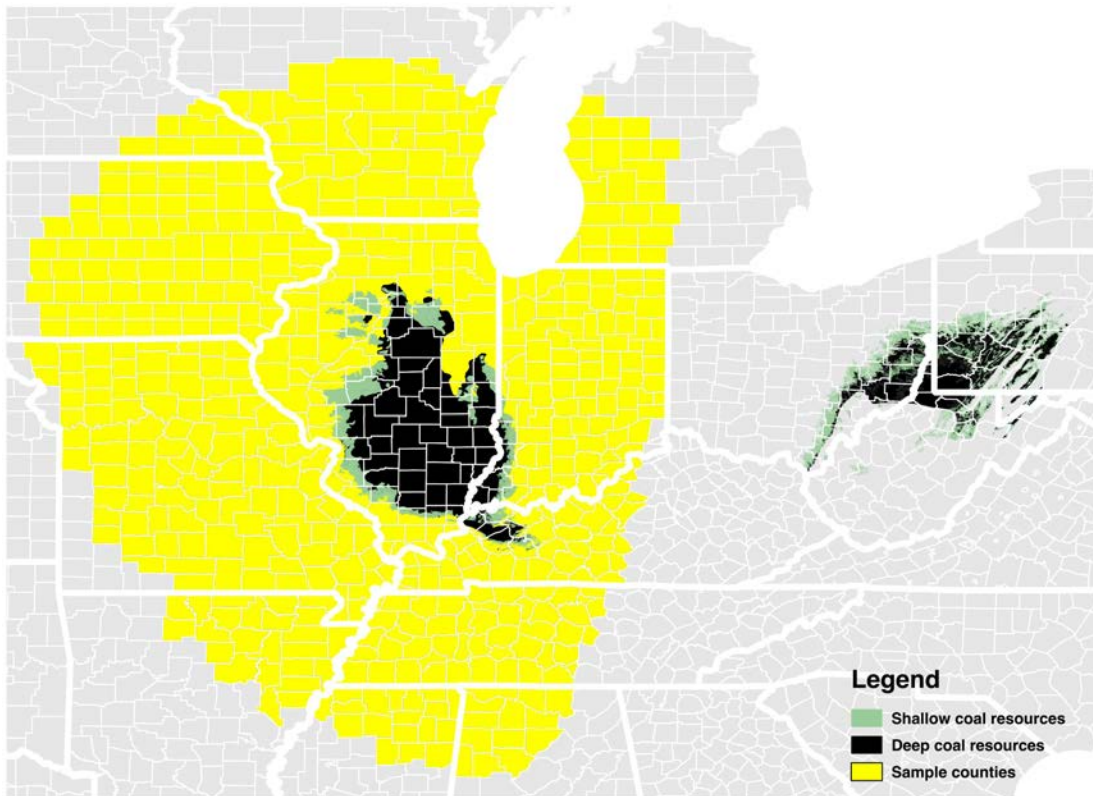 Legend
Shallow coal resources
Deep coal resources
Sample counties